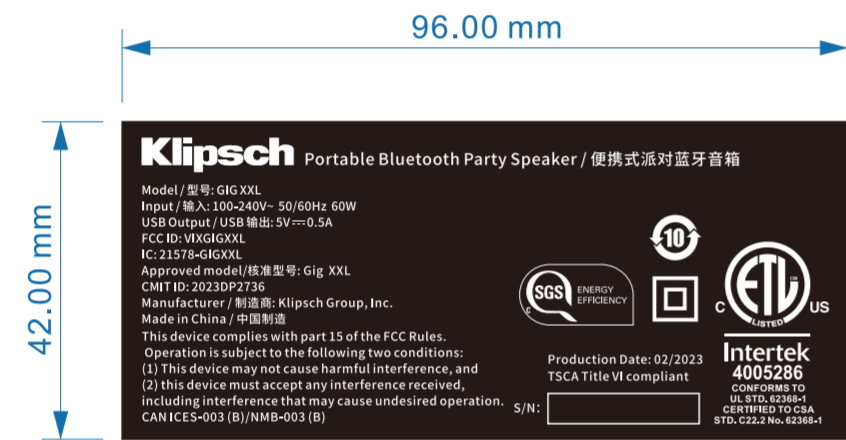 96.00 mm
42.00 mm
Klipsch Portable Bluetooth Party Speaker / 便携式派对蓝牙音箱
Model / 型号: GIG XXL
Input / 输入: 100-240V~ 50/60Hz 60W
USB Output / USB 输出: 5V⎓0.5A
FCC ID: VIXGIGXXL
IC: 21578-GIGXXL
Approved model/核准型号: Gig XXL
CMIT ID: 2023DP2736
Manufacturer / 制造商: Klipsch Group, Inc.
Made in China / 中国制造
This device complies with part 15 of the FCC Rules.
Operation is subject to the following two conditions:
(1) This device may not cause harmful interference, and
(2) this device must accept any interference received,
including interference that may cause undesired operation.
CAN ICES-003 (B)/NMB-003 (B)
10
SGS
C
ENERGY
EFFICIENCY
ETL
CM
LISTED
C US
Intertek
4005286
CONFORMS TO
UL STD. 62368-1
CERTIFIED TO CSA
STD. C22.2 No. 62368-1
Production Date: 02/2023
TSCA Title VI compliant
S/N: